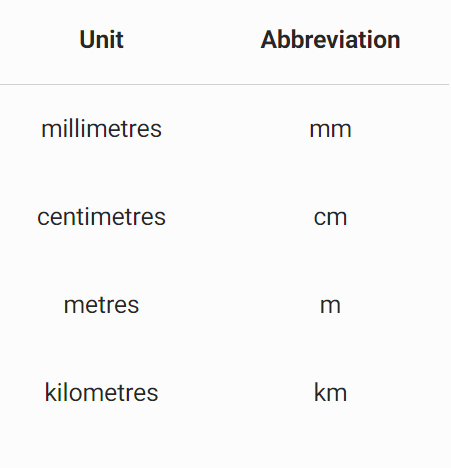 Unit Abbreviation
millimetres mm
centimetres cm
metres m
kilometres km